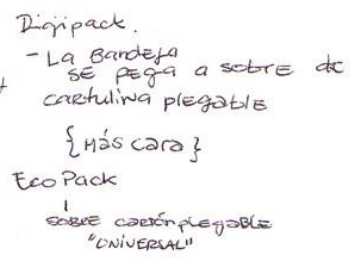 Digipack.
- La Bandeja
se pega a sobre de
cartulina plegable
{Más cara}
Eco Pack
sobre cartón plegable
"UNIVERSAL"